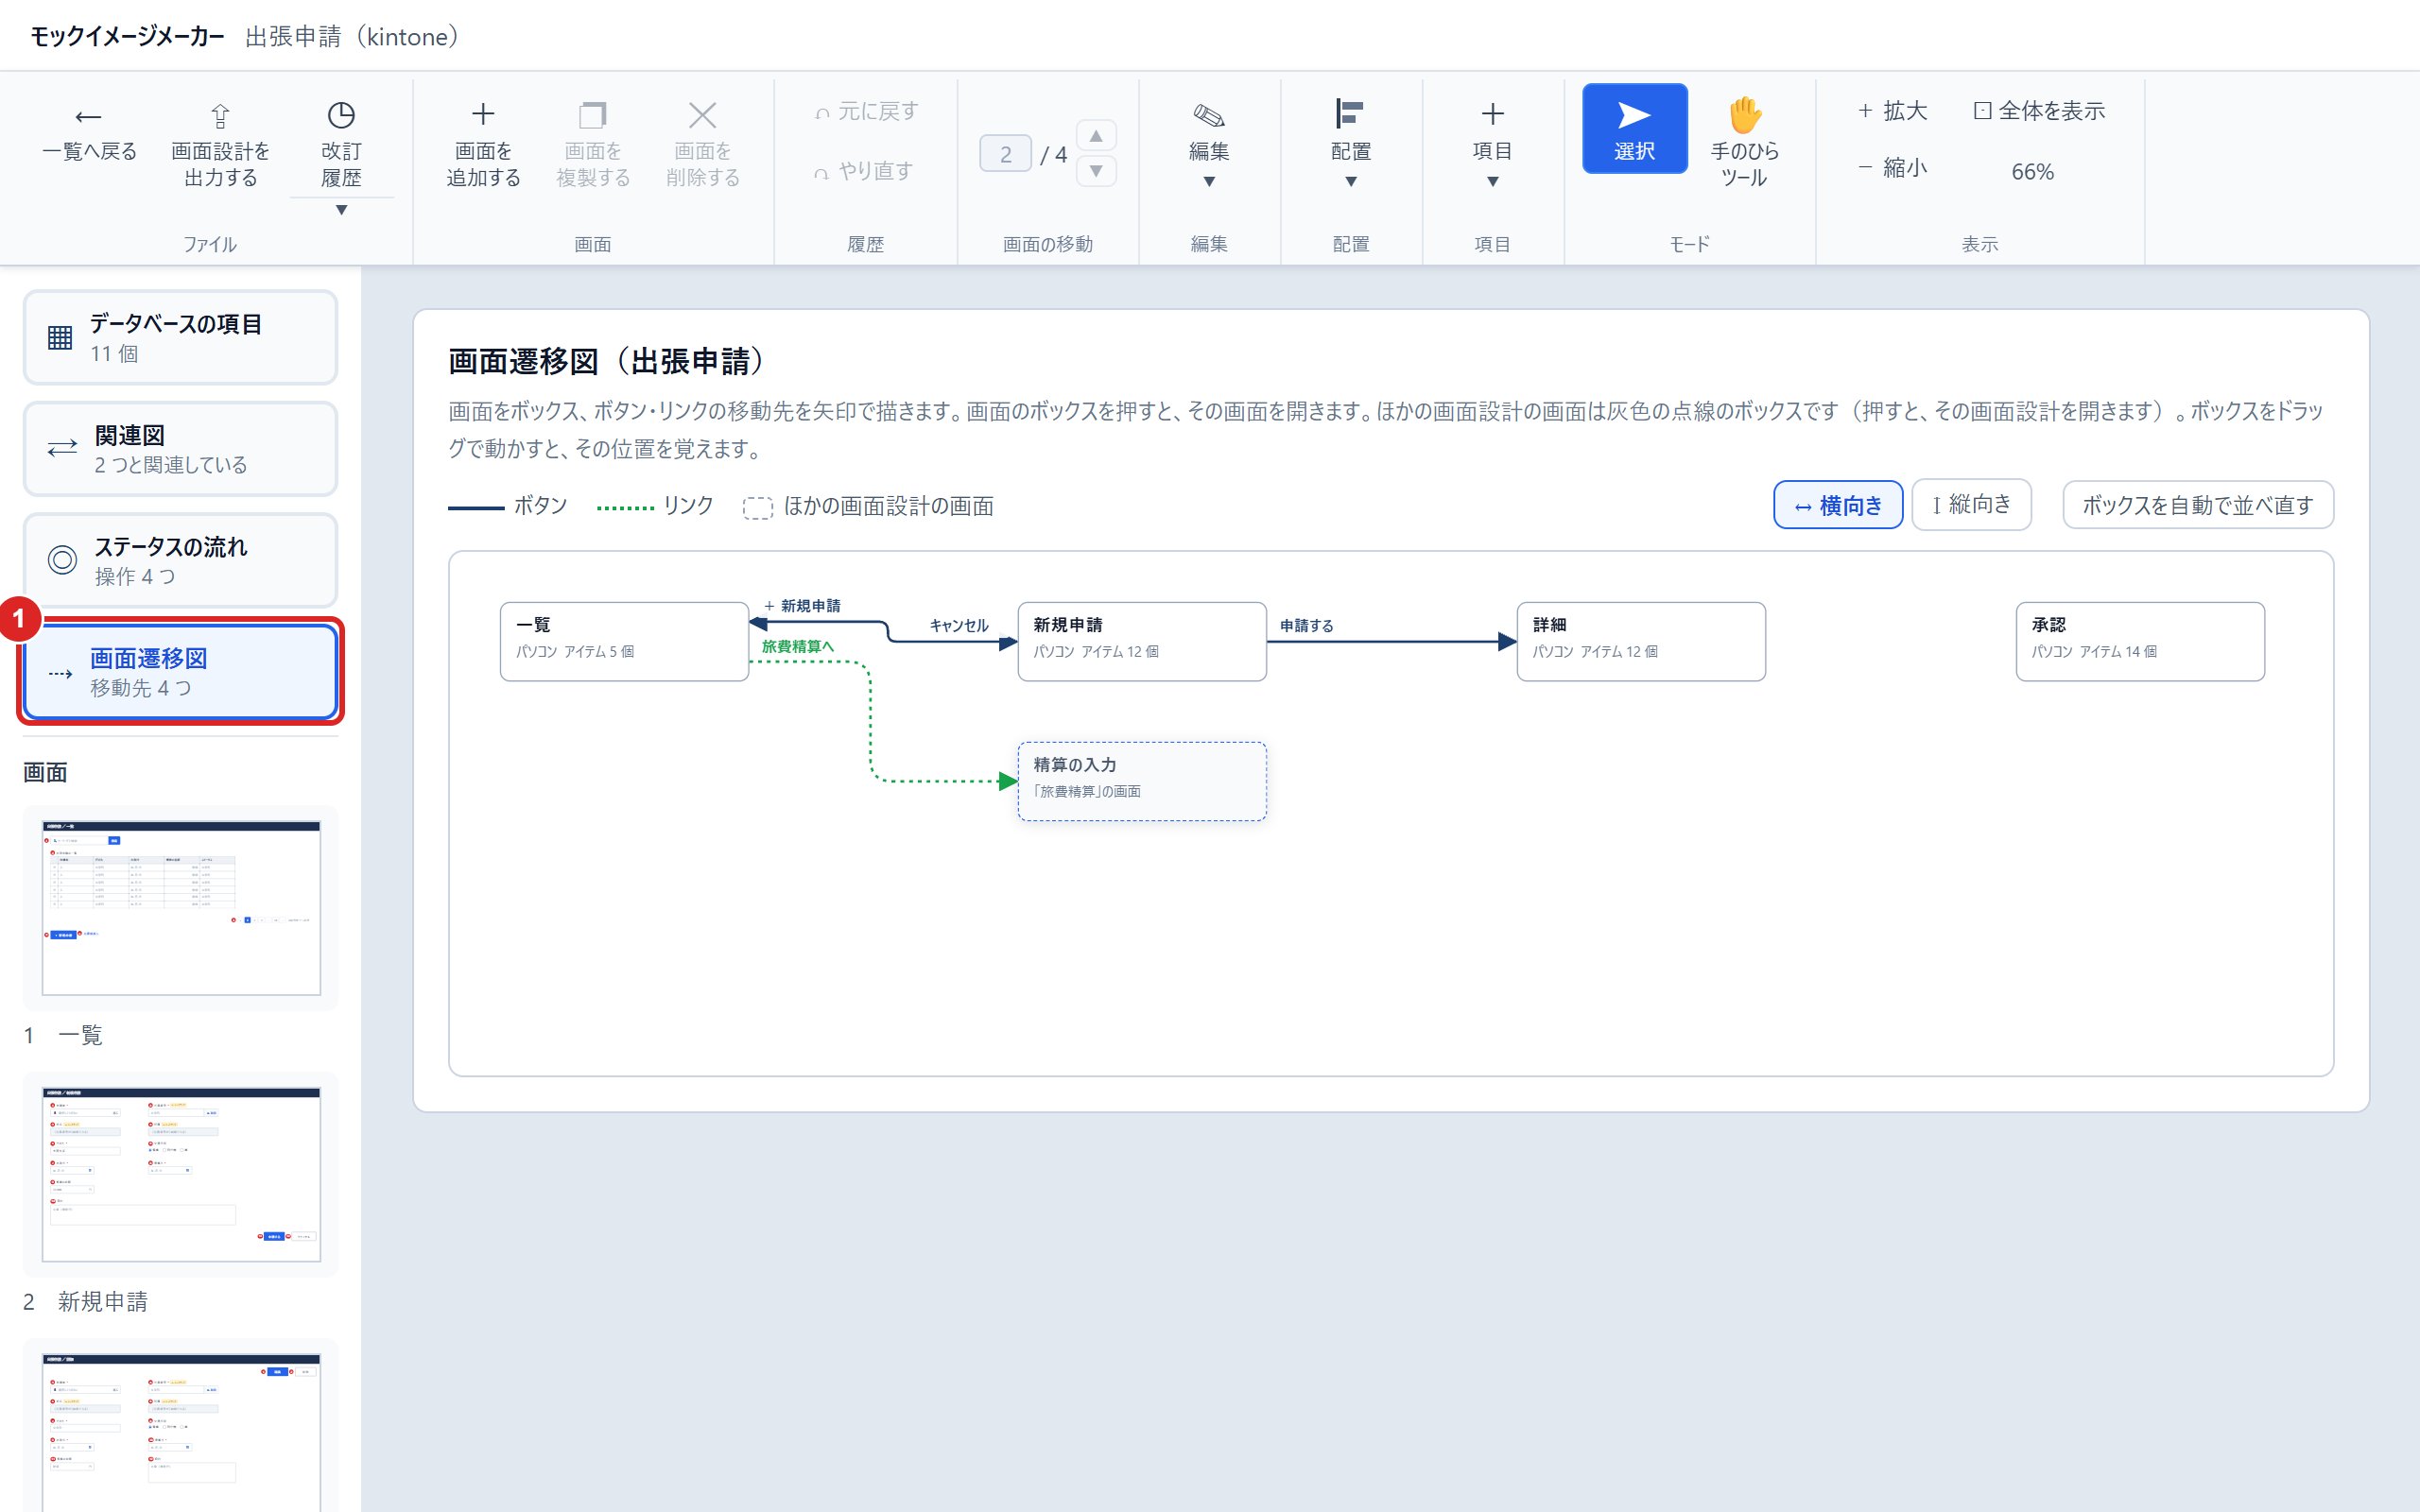 モックイメージメーカー 出張申請（kintone）
← 一覧へ戻る
画面設計を
出力する
改訂
履歴
▼
ファイル
+ 画面を
追加する
画面を
複製する
画面を
削除する
画面
元に戻す
やり直す
履歴
2 / 4
▲
▼
画面の移動
編集
▼
編集
配置
▼
配置
+ 項目
▼
項目
選択
手のひら
ツール
モード
+ 拡大
全体を表示
− 縮小
66%
表示
データベースの項目
11 個
関連図
2 つと関連している
ステータスの流れ
操作 4 つ
1
画面遷移図
移動先 4 つ
画面
1 一覧
2 新規申請
画面遷移図（出張申請）
画面をボックス、ボタン・リンクの移動先を矢印で描きます。画面のボックスを押すと、その画面を開きます。ほかの画面設計の画面は灰色の点線のボックスです（押すと、その画面設計を開きます）。ボックスをドラッ
グで動かすと、その位置を覚えます。
ボタン リンク ほかの画面設計の画面
↔ 横向き
縦向き
ボックスを自動で並べ直す
一覧
パソコン アイテム 5 個
+ 新規申請
キャンセル
旅費精算へ
新規申請
パソコン アイテム 12 個
申請する
詳細
パソコン アイテム 12 個
承認
パソコン アイテム 14 個
精算の入力
「旅費精算」の画面